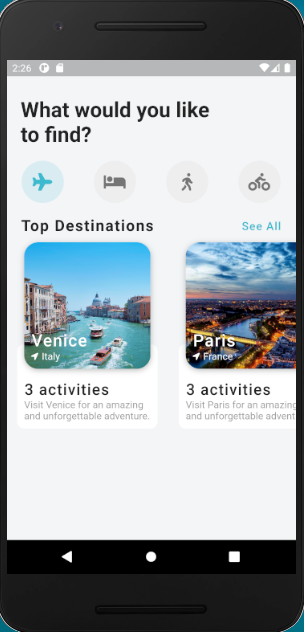 2:26
What would you like
to find?
Top Destinations
See All
Venice
Italy
Paris
France
3 activities
Visit Venice for an amazing
and unforgettable adventure.
3 activities
Visit Paris for an amazing
and unforgettable advent